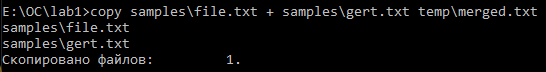 E:\OC\lab1>copy samples\file.txt + samples\gert.txt temp\merged.txt
samples\file.txt
samples\gert.txt
Скопировано файлов:         1.